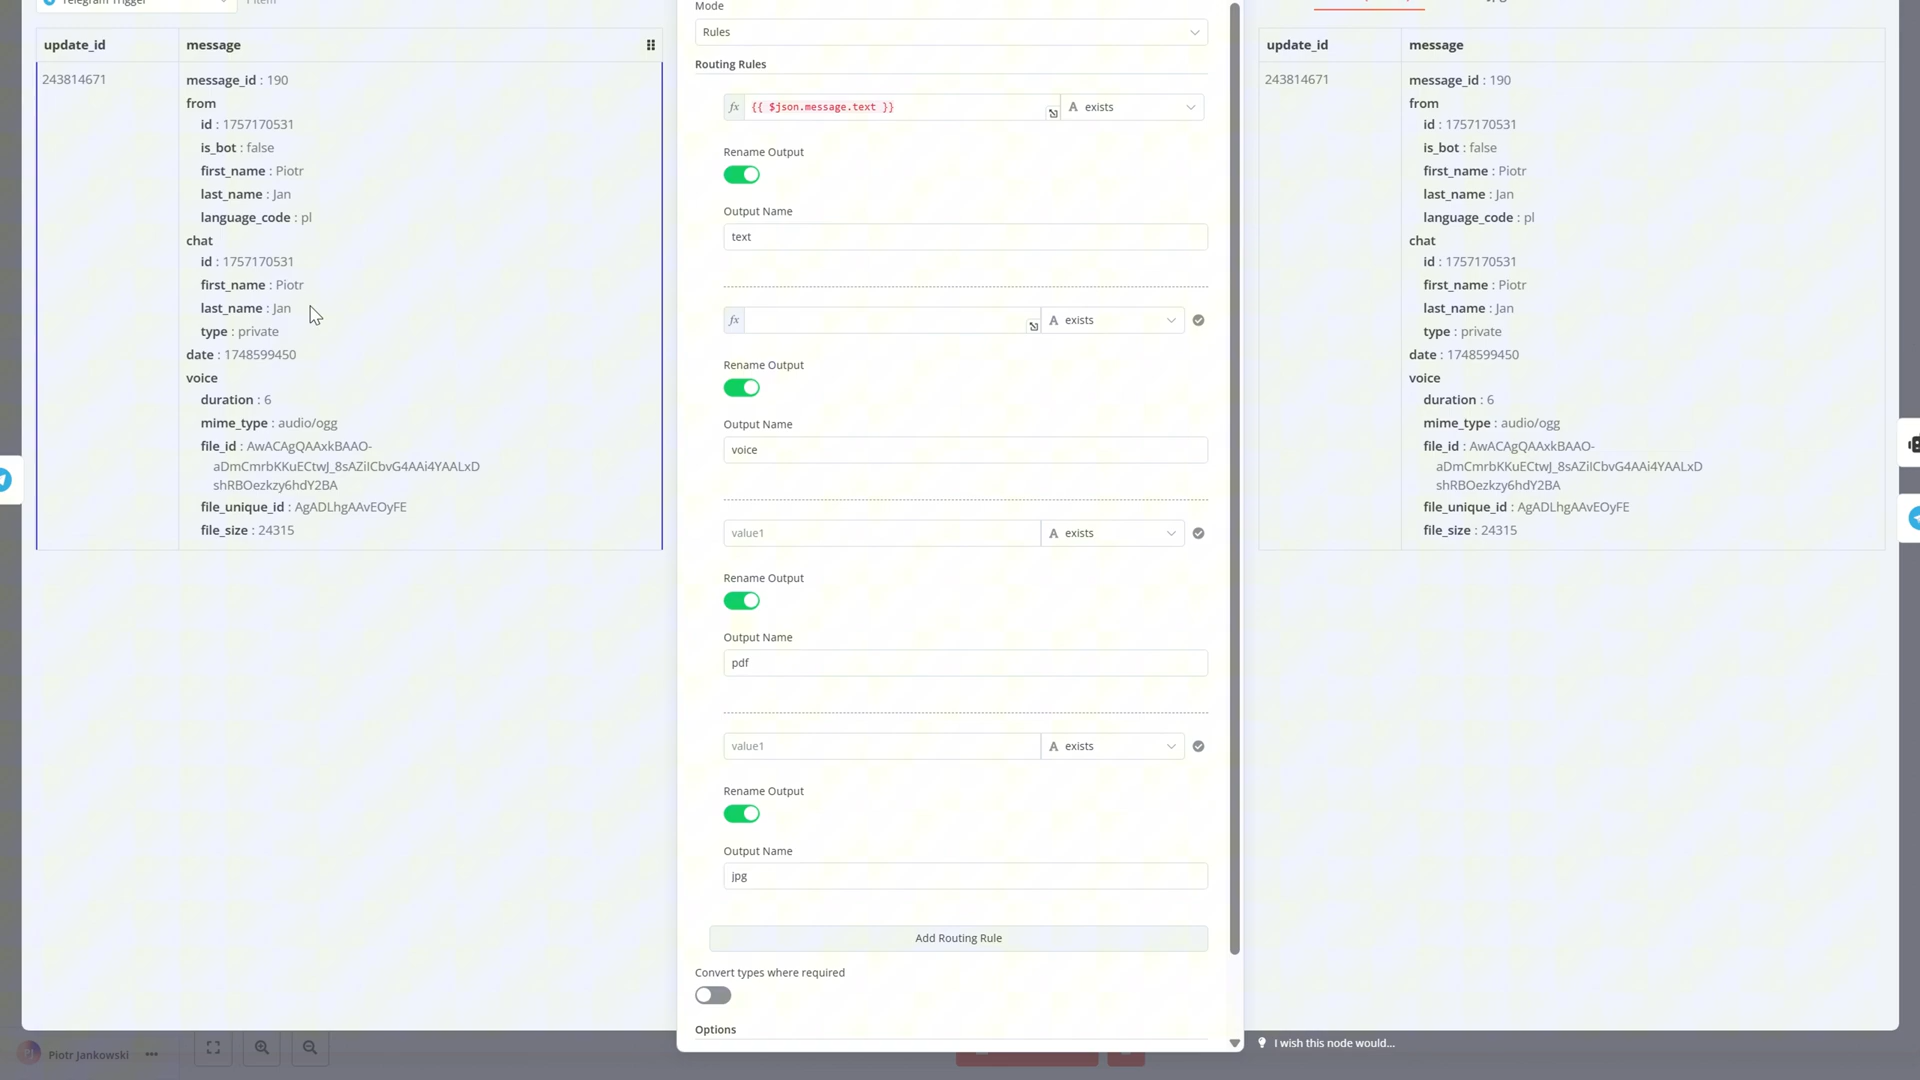 Telegram Trigger
1 item
update_id
message
243814671
message_id : 190
from
id : 1757170531
is_bot : false
first_name : Piotr
last_name : Jan
language_code : pl
chat
id : 1757170531
first_name : Piotr
last_name : Jan
type : private
date : 1748599450
voice
duration : 6
mime_type : audio/ogg
file_id : AwACAgQAAxkBAAO-
aDmCmrbKKuECtwJ_8sAZiICbvG4AAi4YAALxD
shRBOezkzy6hdY2BA
file_unique_id : AgADLhgAAvEOyFE
file_size : 24315
Mode
Rules
Routing Rules
fx {{ $json.message.text }} A exists
Rename Output
Output Name
text
fx A exists
Rename Output
Output Name
voice
value1 A exists
Rename Output
Output Name
pdf
value1 A exists
Rename Output
Output Name
jpg
Add Routing Rule
Convert types where required
Options
update_id
message
243814671
message_id : 190
from
id : 1757170531
is_bot : false
first_name : Piotr
last_name : Jan
language_code : pl
chat
id : 1757170531
first_name : Piotr
last_name : Jan
type : private
date : 1748599450
voice
duration : 6
mime_type : audio/ogg
file_id : AwACAgQAAxkBAAO-
aDmCmrbKKuECtwJ_8sAZiICbvG4AAi4YAALxD
shRBOezkzy6hdY2BA
file_unique_id : AgADLhgAAvEOyFE
file_size : 24315
Piotr Jankowski
I wish this node would...